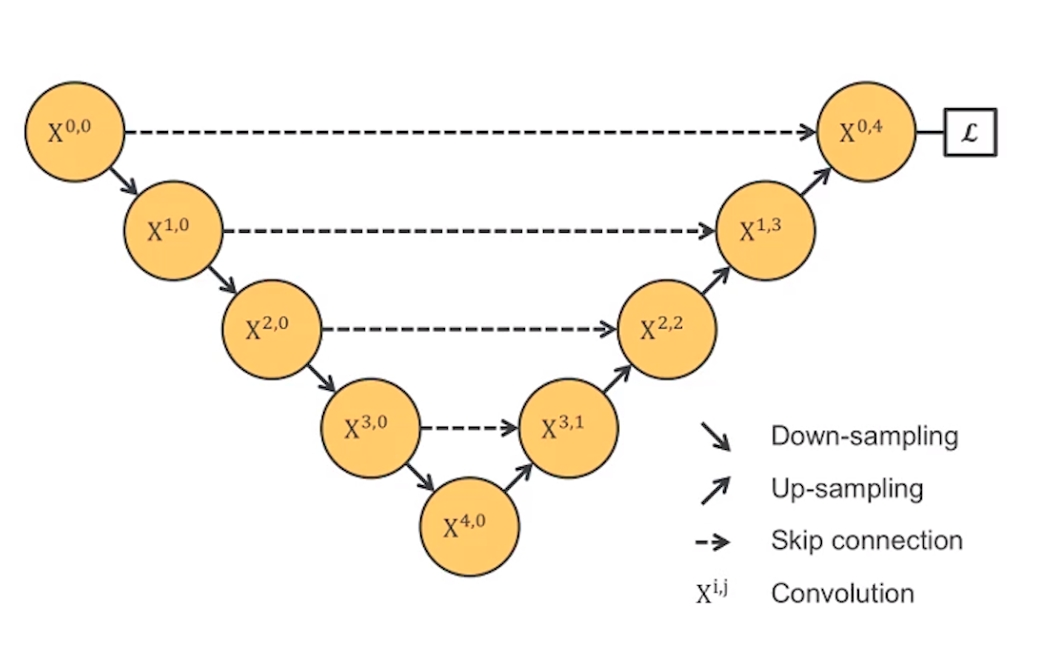 X^{0,0}
X^{0,4}
ℒ
X^{1,0}
X^{1,3}
X^{2,0}
X^{2,2}
X^{3,0}
X^{3,1}
X^{4,0}
Down-sampling
Up-sampling
Skip connection
X^{i,j} Convolution